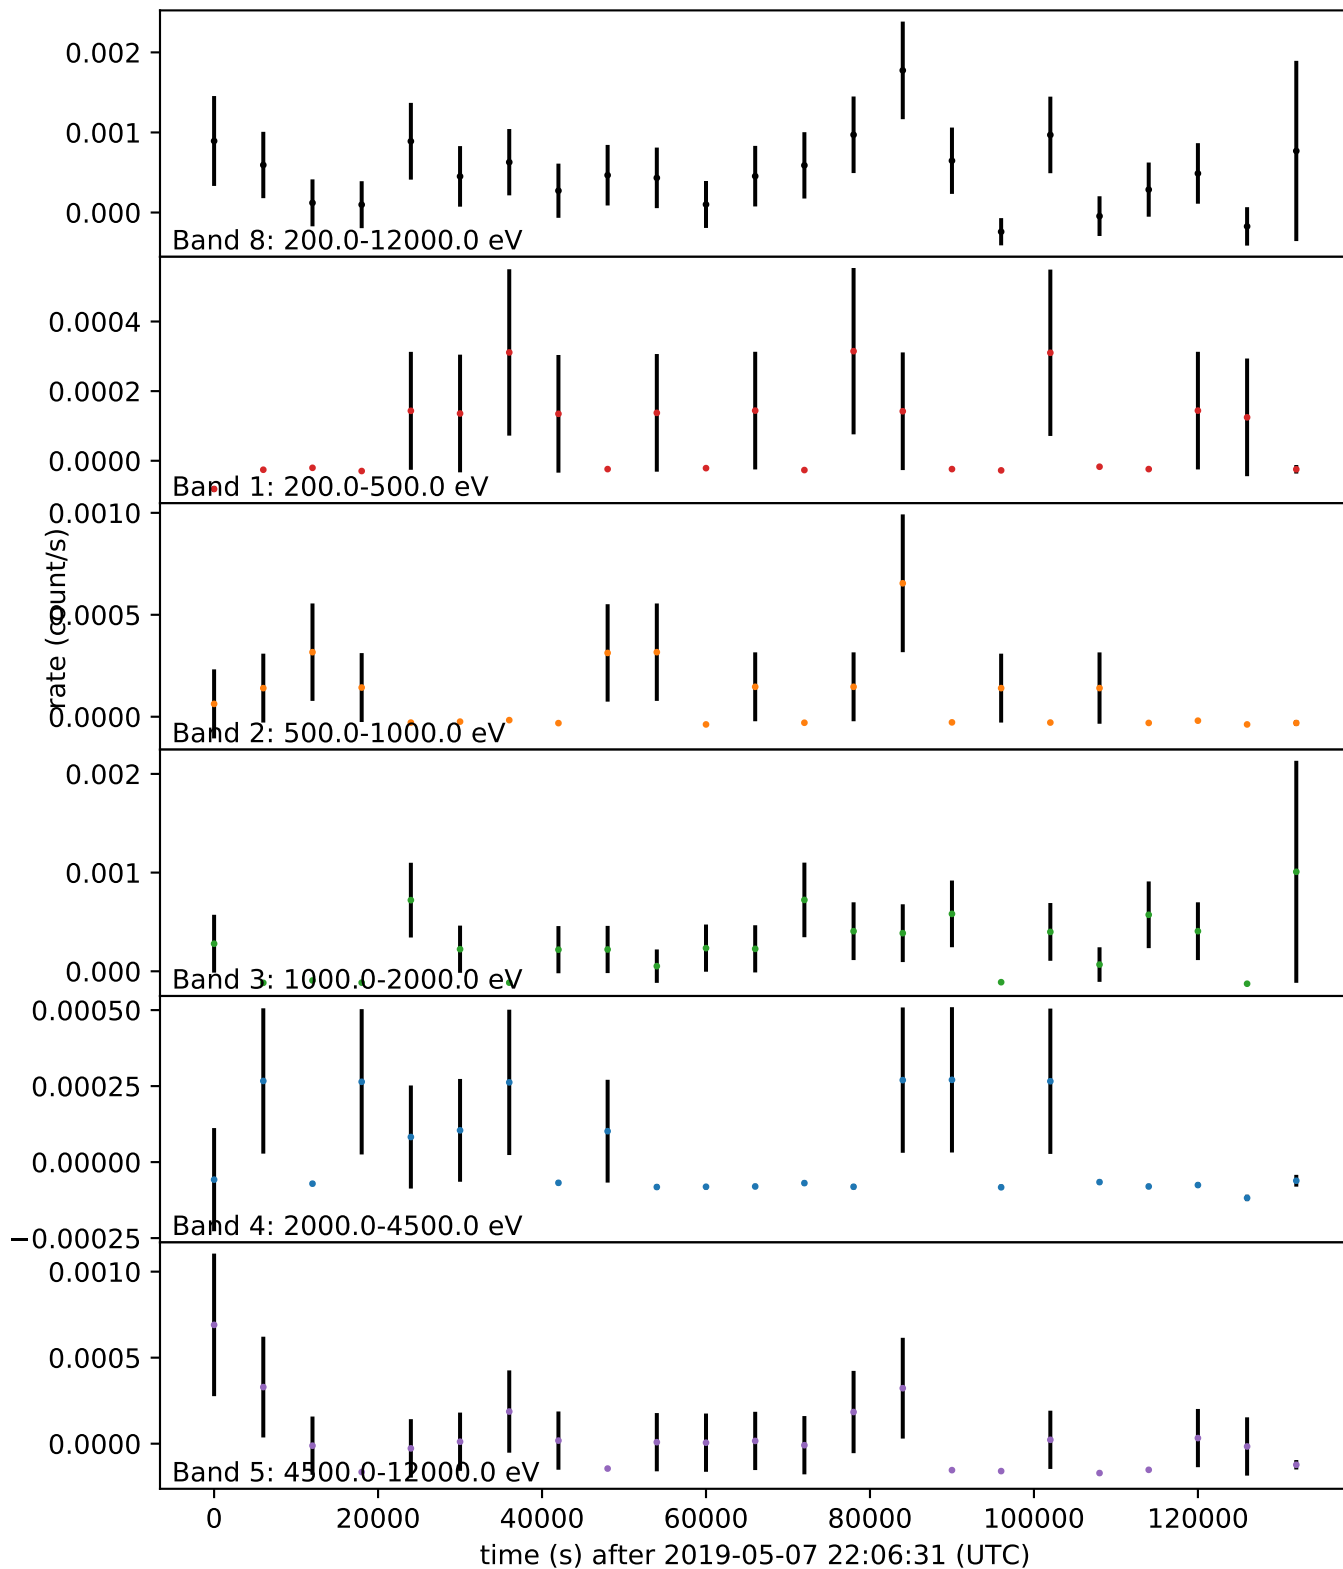 0.002
0.001
0.000
Band 8: 200.0-12000.0 eV
0.0004
0.0002
0.0000
Band 1: 200.0-500.0 eV
0.0010
0.0005
0.0000
Band 2: 500.0-1000.0 eV
rate (count/s)
0.002
0.001
0.000
Band 3: 1000.0-2000.0 eV
0.00050
0.00025
0.00000
−0.00025
Band 4: 2000.0-4500.0 eV
0.0010
0.0005
0.0000
Band 5: 4500.0-12000.0 eV
0 20000 40000 60000 80000 100000 120000
time (s) after 2019-05-07 22:06:31 (UTC)